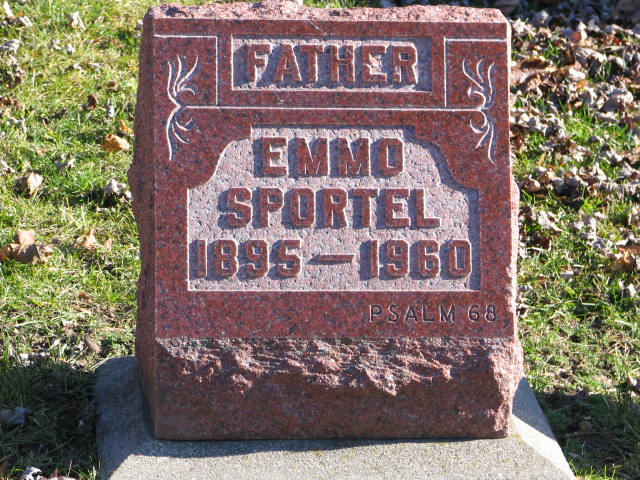 FATHER
EMMO
SPORTEL
1895—1960
PSALM 68